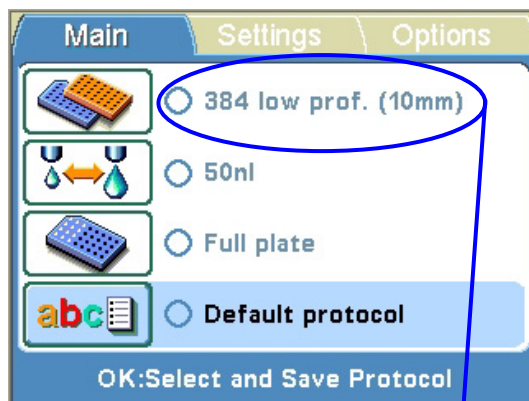 Main Settings Options
384 low prof. (10mm)
50nl
Full plate
abc Default protocol
OK:Select and Save Protocol